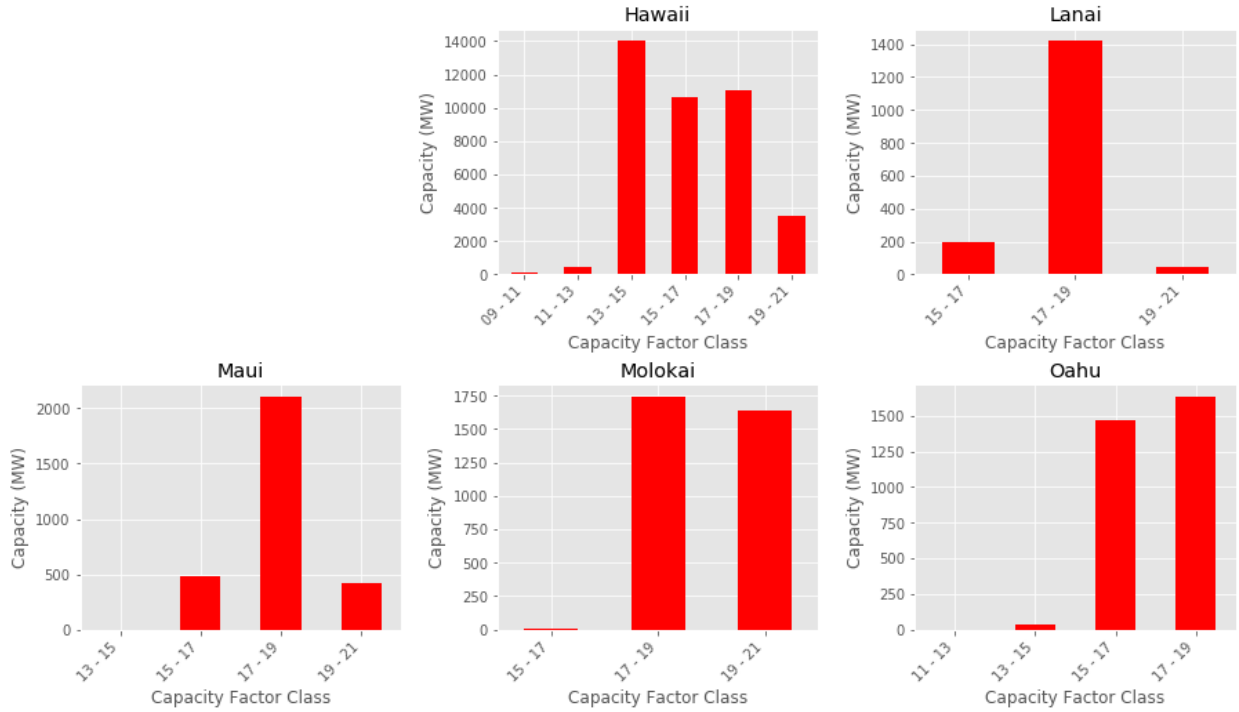 Hawaii
Capacity (MW)
14000
12000
10000
8000
6000
4000
2000
0
09 - 11
11 - 13
13 - 15
15 - 17
17 - 19
19 - 21
Capacity Factor Class
Lanai
Capacity (MW)
1400
1200
1000
800
600
400
200
0
15 - 17
17 - 19
19 - 21
Capacity Factor Class
Maui
Capacity (MW)
2000
1500
1000
500
0
13 - 15
15 - 17
17 - 19
19 - 21
Capacity Factor Class
Molokai
Capacity (MW)
1750
1500
1250
1000
750
500
250
0
15 - 17
17 - 19
19 - 21
Capacity Factor Class
Oahu
Capacity (MW)
1500
1250
1000
750
500
250
0
11 - 13
13 - 15
15 - 17
17 - 19
Capacity Factor Class